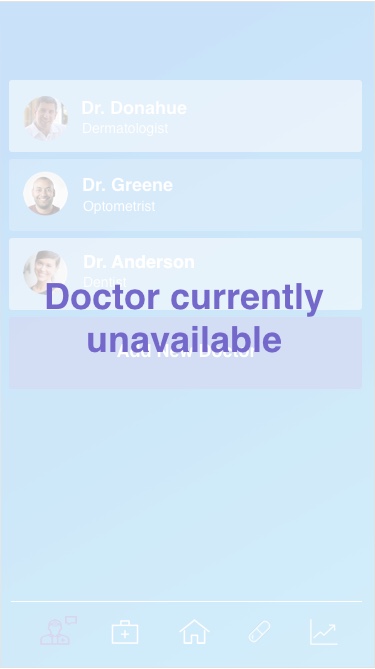 Dr. Donahue
Dermatologist
Dr. Greene
Optometrist
Dr. Anderson
Dentist
Doctor currently
unavailable
Add New Doctor